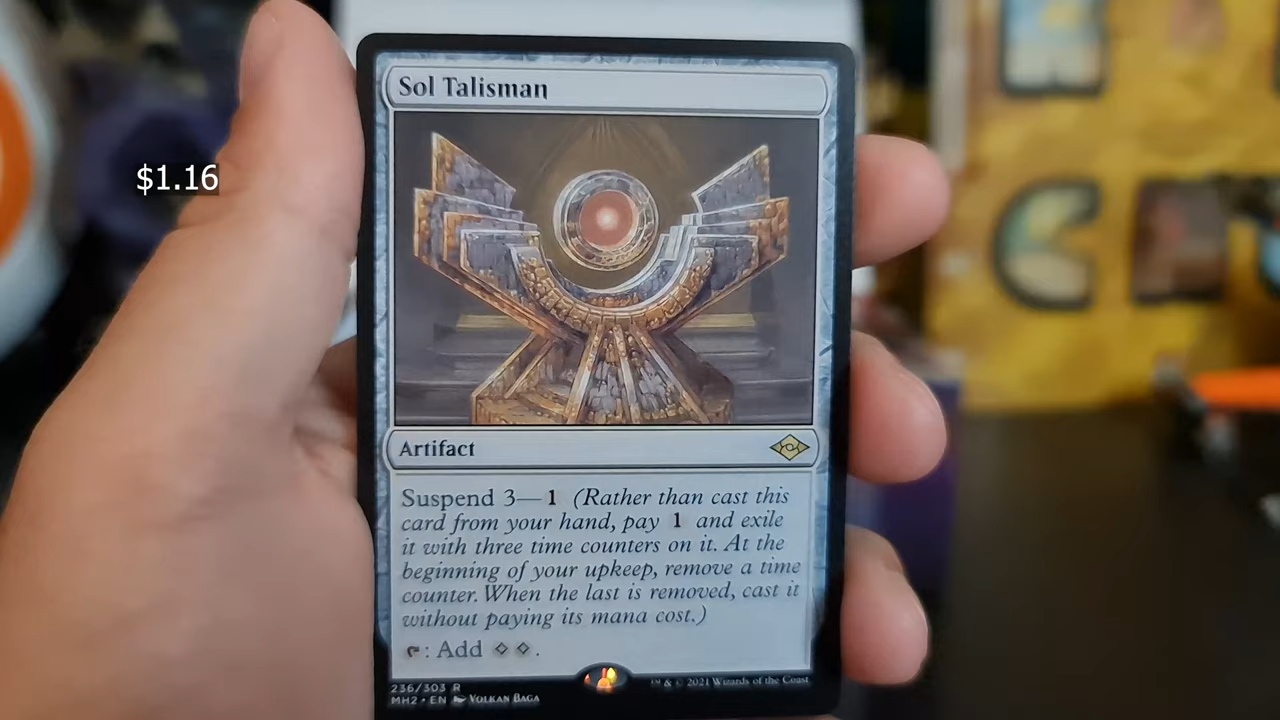 $1.16
Sol Talisman
Artifact
Suspend 3—1 (Rather than cast this
card from your hand, pay 1 and exile
it with three time counters on it. At the
beginning of your upkeep, remove a time
counter. When the last is removed, cast it
without paying its mana cost.)
: Add
236/303 R
MH2 • EN VOLKAN BAGA
™ & © 2021 Wizards of the Coast